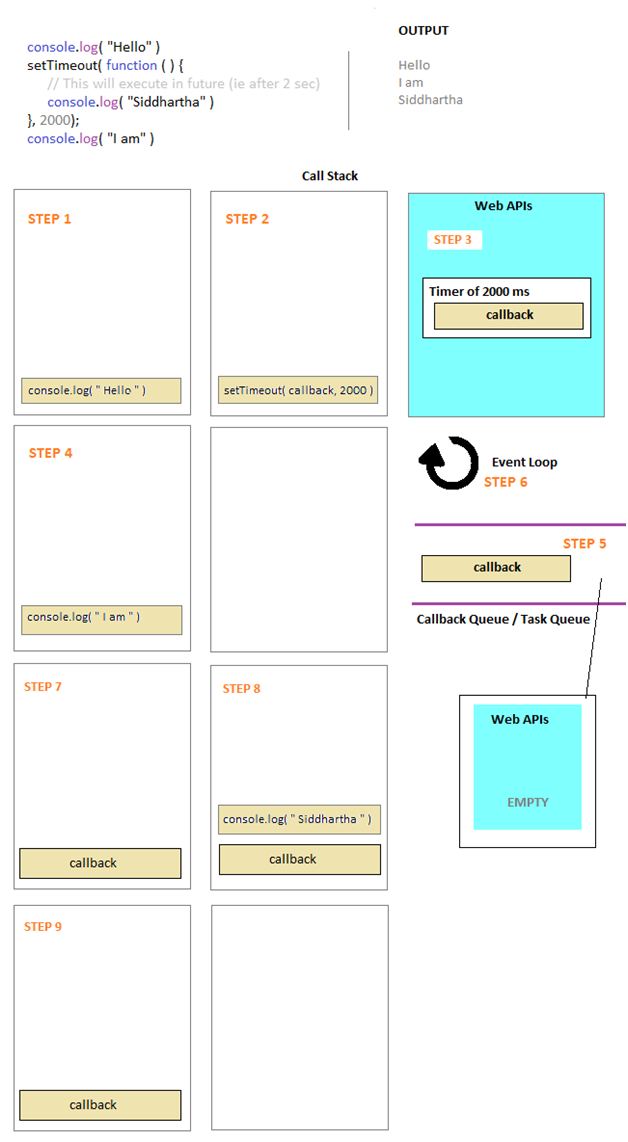 OUTPUT
console.log( "Hello" )
setTimeout( function ( ) {
// This will execute in future (ie after 2 sec)
console.log( "Siddhartha" )
}, 2000);
console.log( "I am" )
Hello
I am
Siddhartha
Call Stack
STEP 1
console.log( " Hello " )
STEP 2
setTimeout( callback, 2000 )
Web APIs
STEP 3
Timer of 2000 ms
callback
STEP 4
console.log( " I am " )
Event Loop
STEP 6
STEP 5
callback
Callback Queue / Task Queue
STEP 7
callback
STEP 8
console.log( " Siddhartha " )
callback
Web APIs
EMPTY
STEP 9
callback